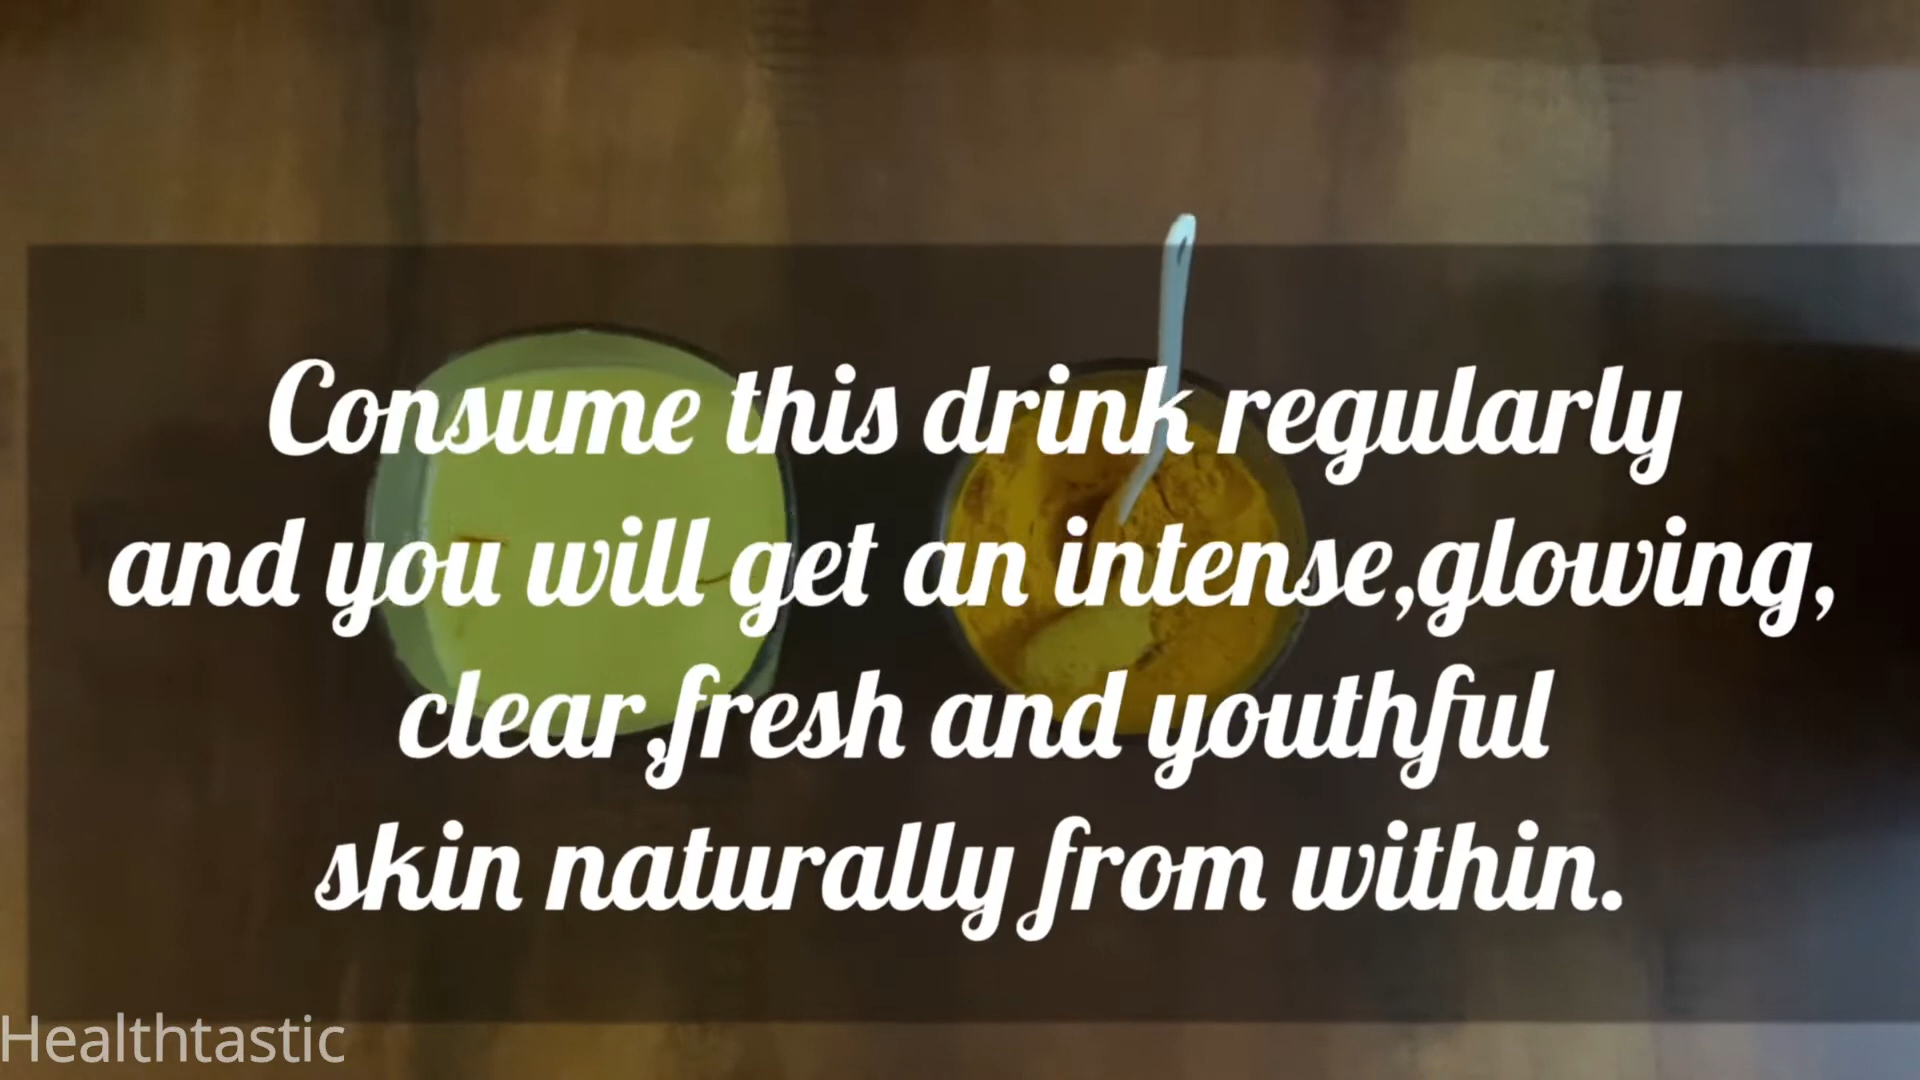 Consume this drink regularly
and you will get an intense,glowing,
clear,fresh and youthful
skin naturally from within.
Healthtastic